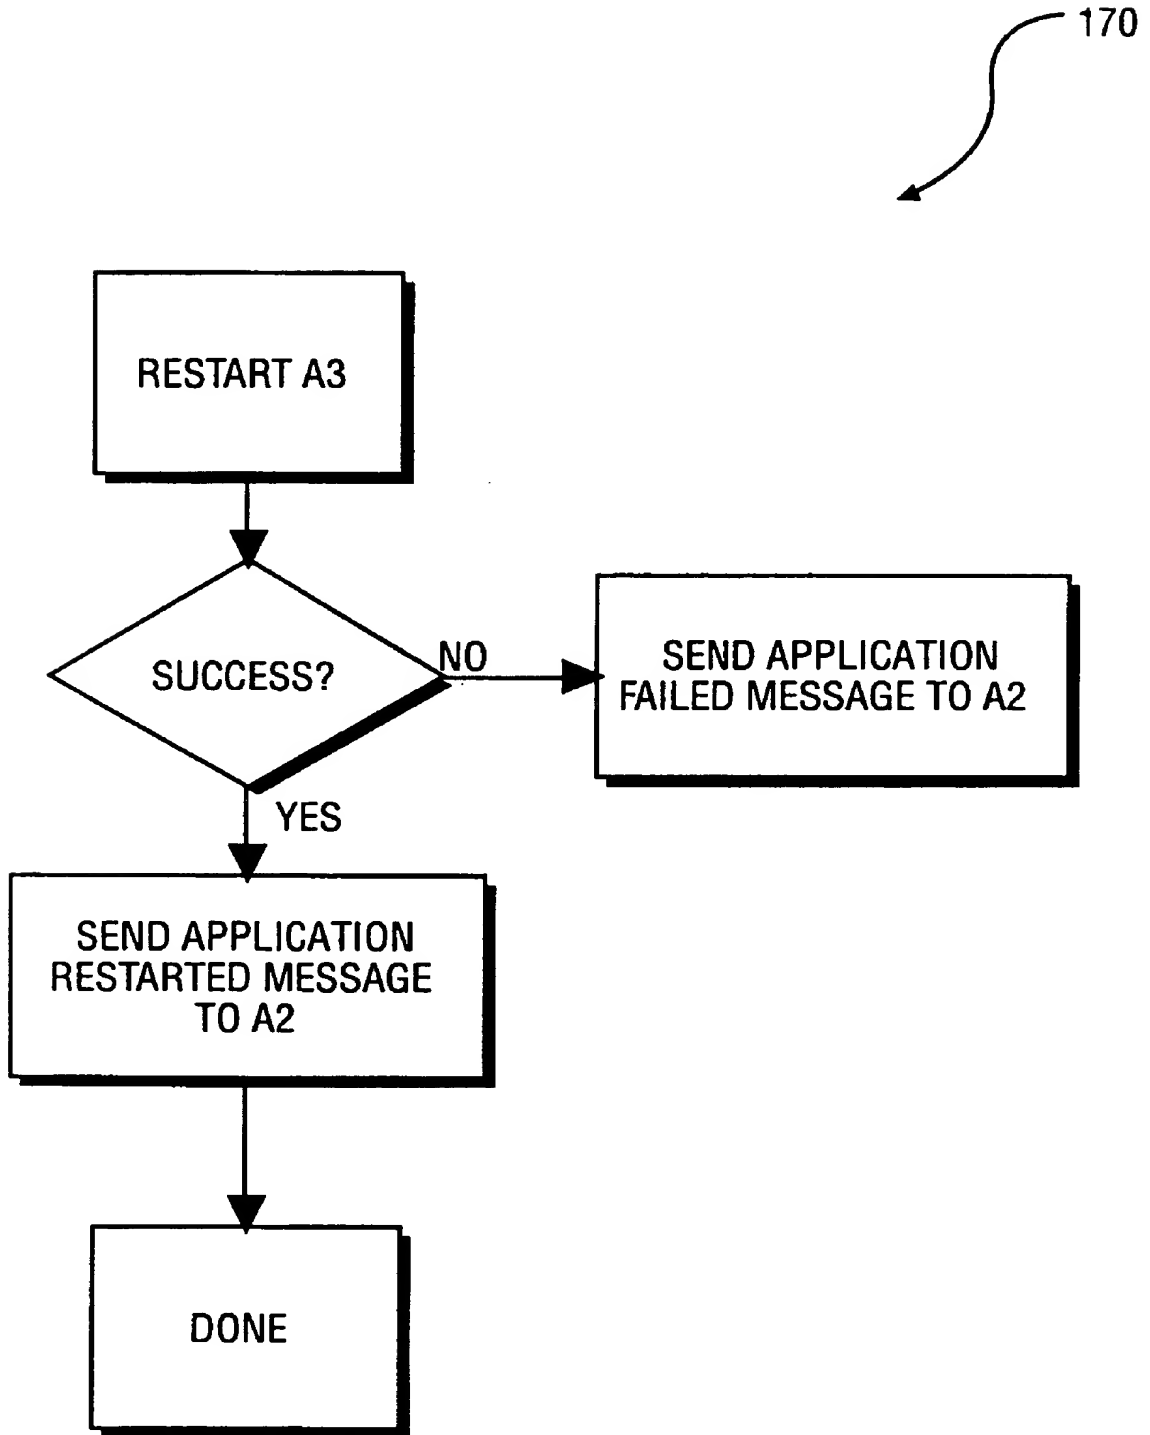 170
RESTART A3
SUCCESS?
NO
SEND APPLICATION
FAILED MESSAGE TO A2
YES
SEND APPLICATION
RESTARTED MESSAGE
TO A2
DONE